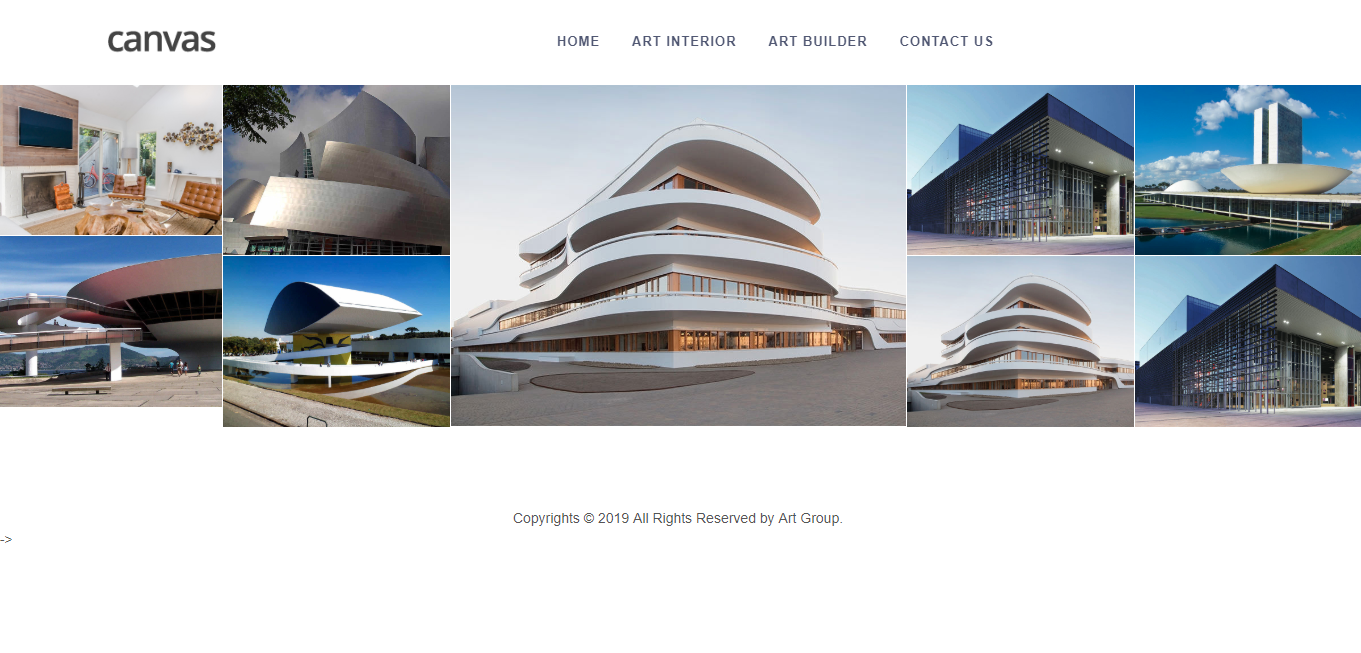 canvas
HOME ART INTERIOR ART BUILDER CONTACT US
Copyrights © 2019 All Rights Reserved by Art Group.
->